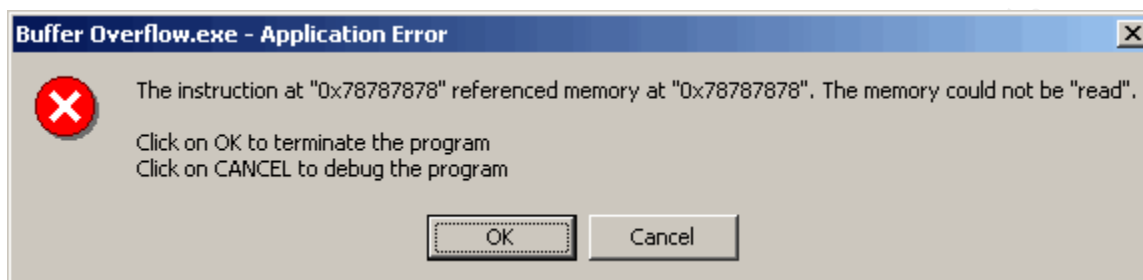 Buffer Overflow.exe - Application Error
The instruction at "0x78787878" referenced memory at "0x78787878". The memory could not be "read".
Click on OK to terminate the program
Click on CANCEL to debug the program
OK
Cancel